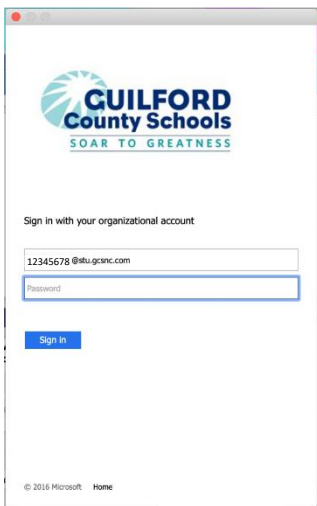 GUILFORD
County Schools
SOAR TO GREATNESS
Sign in with your organizational account
12345678 @stu.gcsnc.com
Password
Sign in
© 2016 Microsoft Home